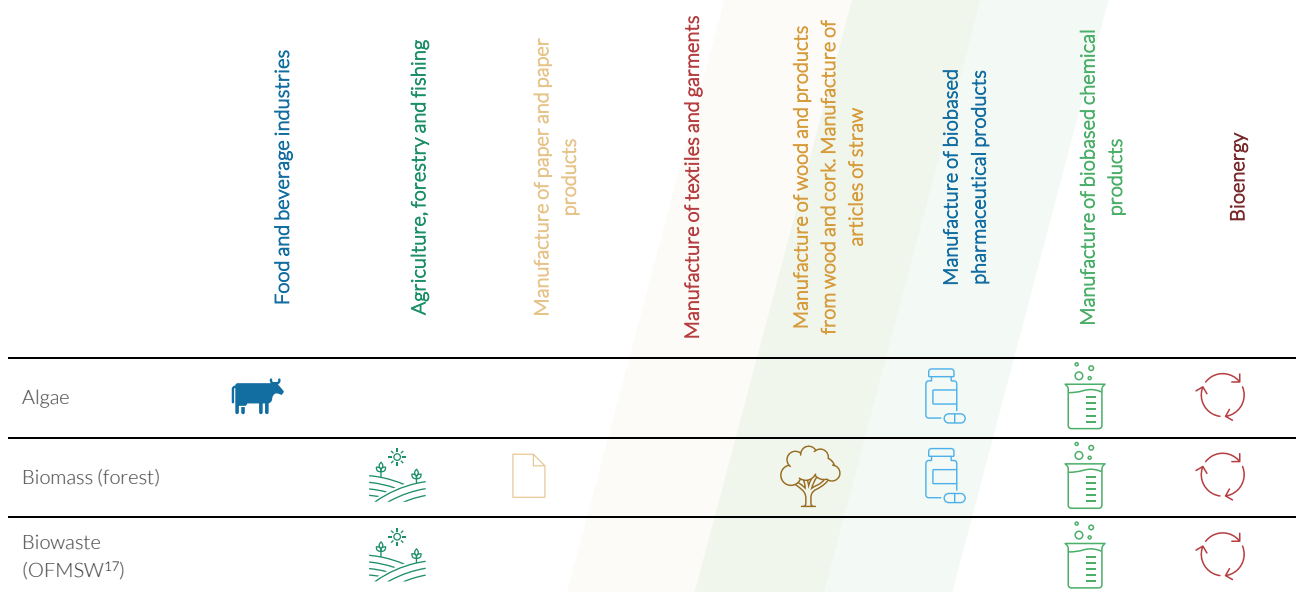 Food and beverage industries
Agriculture, forestry and fishing
Manufacture of paper and paper
products
Manufacture of textiles and garments
Manufacture of wood and products
from wood and cork. Manufacture of
articles of straw
Manufacture of biobased
pharmaceutical products
Manufacture of biobased chemical
products
Bioenergy
Algae
Biomass (forest)
Biowaste
(OFMSW¹⁷)